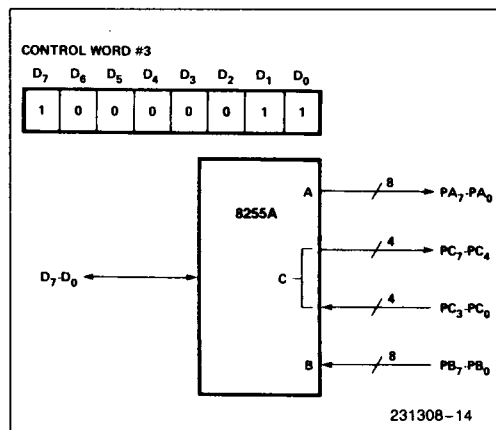 CONTROL WORD #3
D7 D6 D5 D4 D3 D2 D1 D0
1 0 0 0 0 0 1 1
8255A
A
8
PA7-PA0
4
PC7-PC4
D7-D0
C
4
PC3-PC0
B
8
PB7-PB0
231308-14